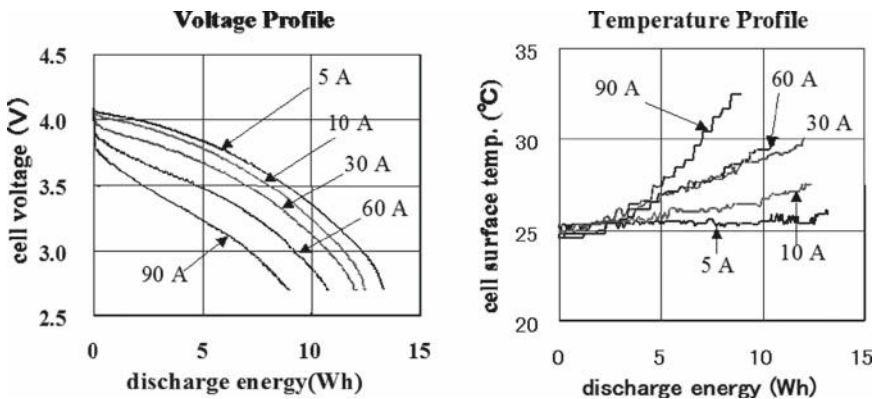 Voltage Profile
cell voltage (V)
4.5
4.0
3.5
3.0
2.5
5 A
10 A
30 A
60 A
90 A
0
5
10
15
discharge energy(Wh)
Temperature Profile
cell surface temp. (℃)
35
30
25
20
90 A
60 A
30 A
5 A
10 A
0
5
10
15
discharge energy (Wh)